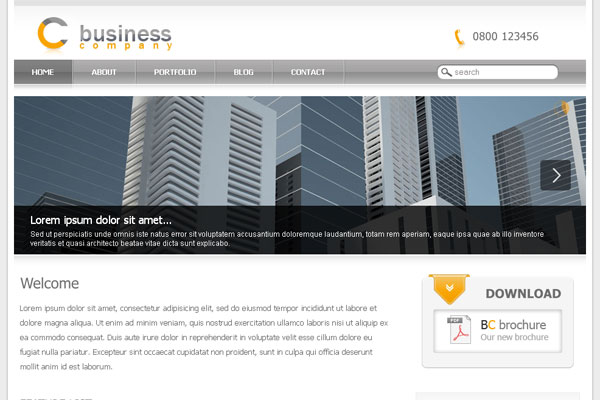 business
company
0800 123456
HOME ABOUT PORTFOLIO BLOG CONTACT search
Lorem ipsum dolor sit amet...
Sed ut perspiciatis unde omnis iste natus error sit voluptatem accusantium doloremque laudantium, totam rem aperiam, eaque ipsa quae ab illo inventore
veritatis et quasi architecto beatae vitae dicta sunt explicabo.
Welcome
Lorem ipsum dolor sit amet, consectetur adipisicing elit, sed do eiusmod tempor incididunt ut labore et
dolore magna aliqua. Ut enim ad minim veniam, quis nostrud exercitation ullamco laboris nisi ut aliquip ex
ea commodo consequat. Duis aute irure dolor in reprehenderit in voluptate velit esse cillum dolore eu
fugiat nulla pariatur. Excepteur sint occaecat cupidatat non proident, sunt in culpa qui officia deserunt
mollit anim id est laborum.
DOWNLOAD
PDF
BC brochure
Our new brochure